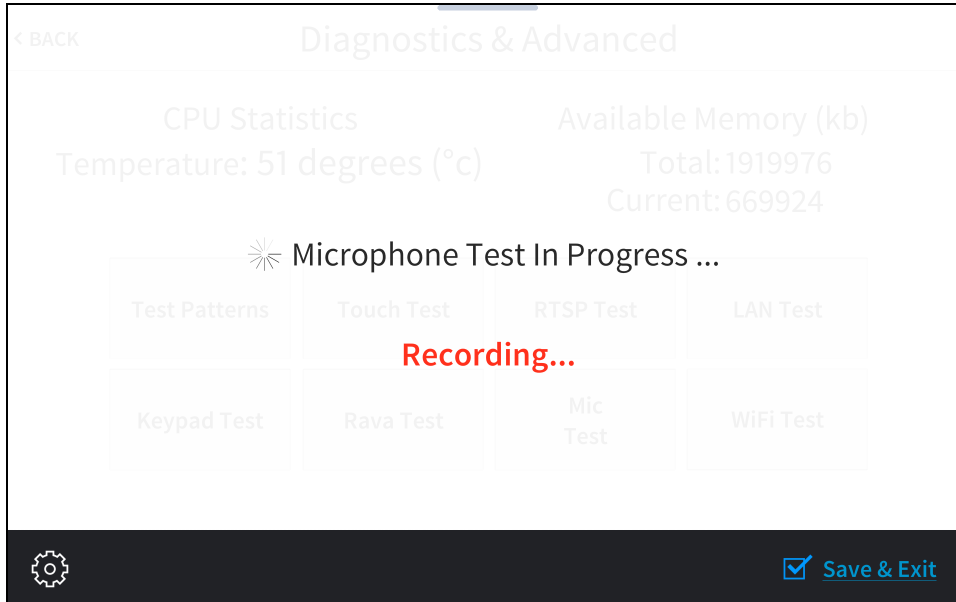 < BACK
Diagnostics & Advanced
CPU Statistics
Available Memory (kb)
Temperature: 51 degrees (°c)
Total: 1919976
Current: 669924
Microphone Test In Progress ...
Test Patterns
Touch Test
RTSP Test
LAN Test
Recording...
Keypad Test
Rava Test
Mic
Test
WiFi Test
Save & Exit